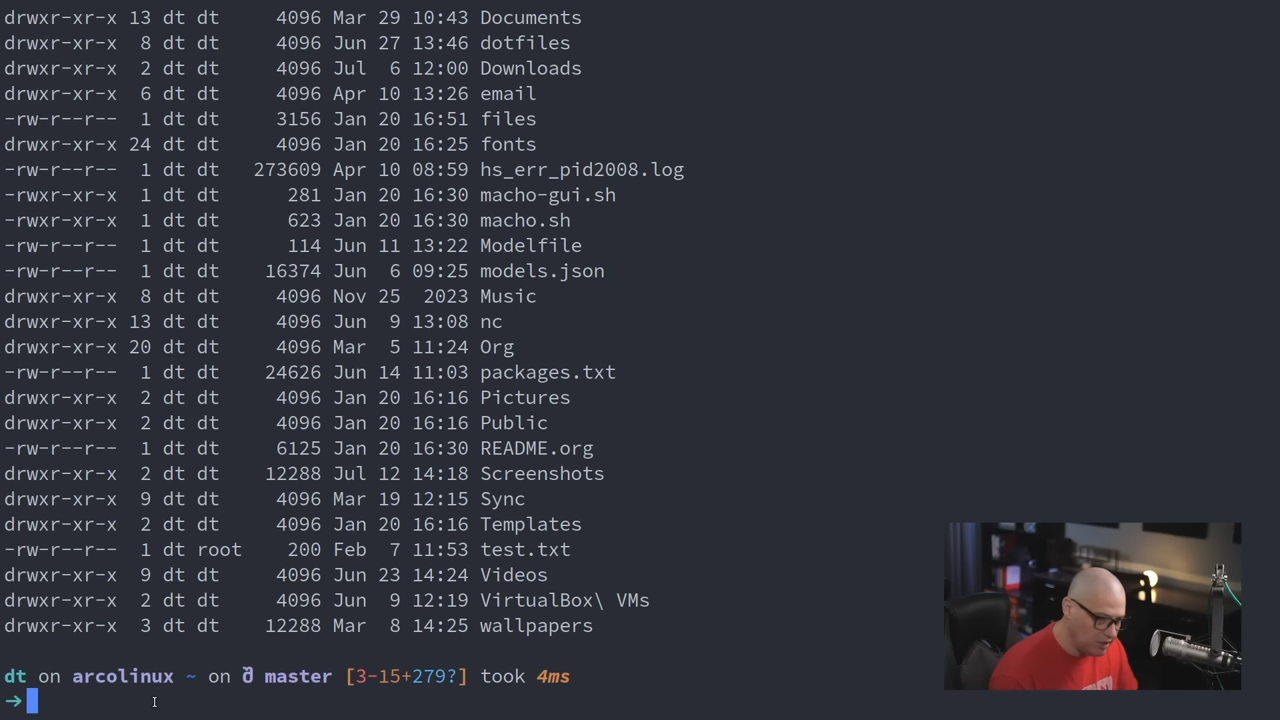 drwxr-xr-x 13 dt dt 4096 Mar 29 10:43 Documents
drwxr-xr-x 8 dt dt 4096 Jun 27 13:46 dotfiles
drwxr-xr-x 2 dt dt 4096 Jul 6 12:00 Downloads
drwxr-xr-x 6 dt dt 4096 Apr 10 13:26 email
-rw-r--r-- 1 dt dt 3156 Jan 20 16:51 files
drwxr-xr-x 24 dt dt 4096 Jan 20 16:25 fonts
-rw-r--r-- 1 dt dt 273609 Apr 10 08:59 hs_err_pid2008.log
-rwxr-xr-x 1 dt dt 281 Jan 20 16:30 macho-gui.sh
-rwxr-xr-x 1 dt dt 623 Jan 20 16:30 macho.sh
-rw-r--r-- 1 dt dt 114 Jun 11 13:22 Modelfile
-rw-r--r-- 1 dt dt 16374 Jun 6 09:25 models.json
drwxr-xr-x 8 dt dt 4096 Nov 25 2023 Music
drwxr-xr-x 13 dt dt 4096 Jun 9 13:08 nc
drwxr-xr-x 20 dt dt 4096 Mar 5 11:24 Org
-rw-r--r-- 1 dt dt 24626 Jun 14 11:03 packages.txt
drwxr-xr-x 2 dt dt 4096 Jan 20 16:16 Pictures
drwxr-xr-x 2 dt dt 4096 Jan 20 16:16 Public
-rw-r--r-- 1 dt dt 6125 Jan 20 16:30 README.org
drwxr-xr-x 2 dt dt 12288 Jul 12 14:18 Screenshots
drwxr-xr-x 9 dt dt 4096 Mar 19 12:15 Sync
drwxr-xr-x 2 dt dt 4096 Jan 20 16:16 Templates
-rw-r--r-- 1 dt root 200 Feb 7 11:53 test.txt
drwxr-xr-x 9 dt dt 4096 Jun 23 14:24 Videos
drwxr-xr-x 2 dt dt 4096 Jun 9 12:19 VirtualBox\ VMs
drwxr-xr-x 3 dt dt 12288 Mar 8 14:25 wallpapers
dt on arcolinux ~ on master [3-15+279?] took 4ms
→